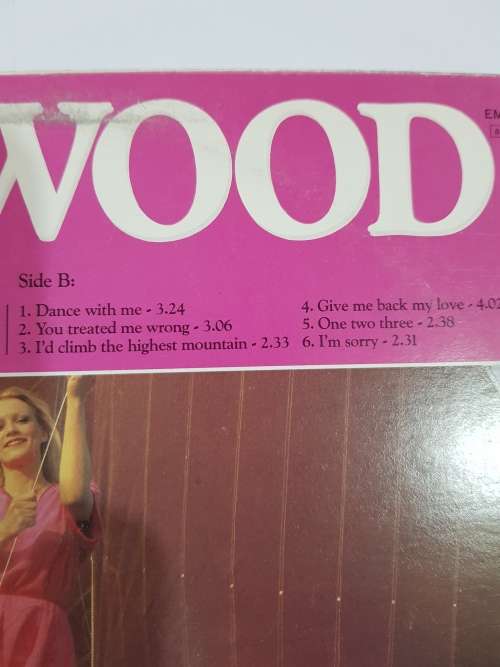 WOOD
EM
Side B:
1. Dance with me - 3.24
2. You treated me wrong - 3.06
3. I'd climb the highest mountain - 2.33
4. Give me back my love - 4.02
5. One two three - 2.38
6. I'm sorry - 2.31